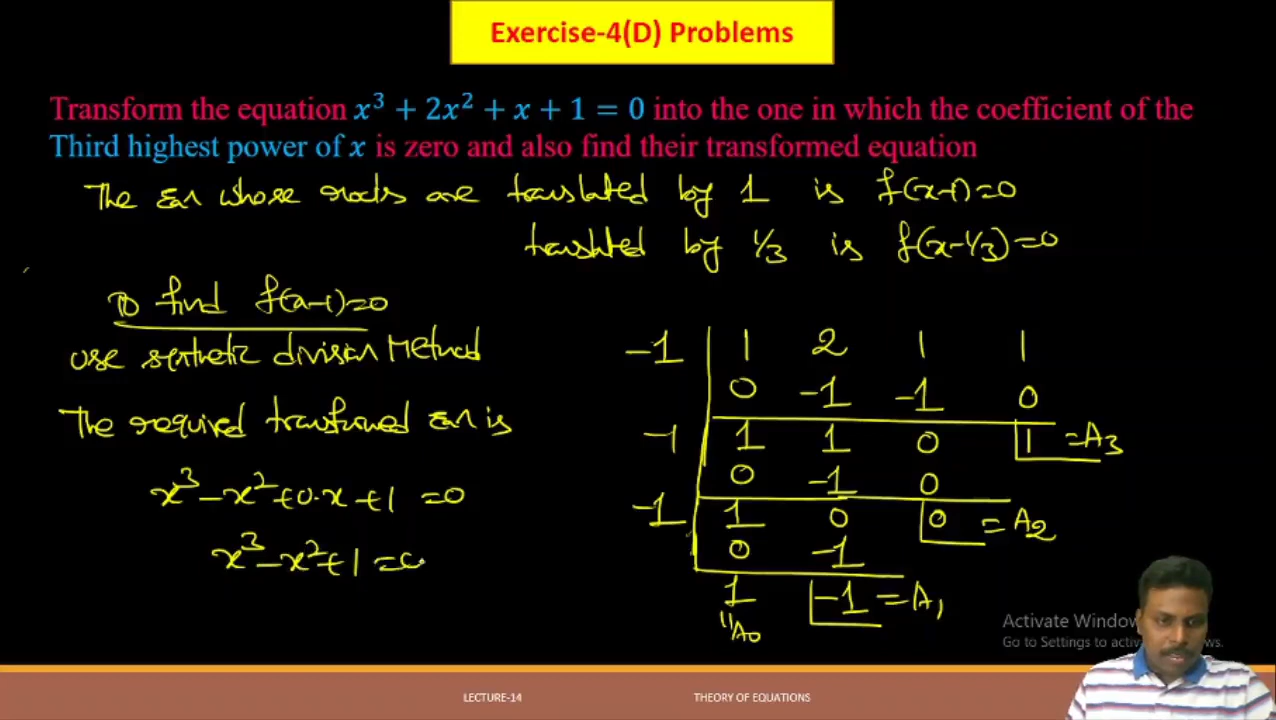 Exercise-4(D) Problems
Transform the equation x³ + 2x² + x + 1 = 0 into the one in which the coefficient of the
Third highest power of x is zero and also find their transformed equation
The Eqn whose roots are translated by 1 is f(x-1)=0
translated by 1/3 is f(x-1/3)=0
To find f(x-1)=0
use synthetic division Method
The required transformed Eqn is
x³-x²+0.x+1 =0
x³-x²+1=0
-1 | 1 2 1 1
0 -1 -1 0
-1 1 1 0 1 =A3
0 -1 0
-1 1 0 0 =A2
0 -1
1 -1 =A1
"A0
Activate Window
Go to Settings to activ ws.
LECTURE-14 THEORY OF EQUATIONS